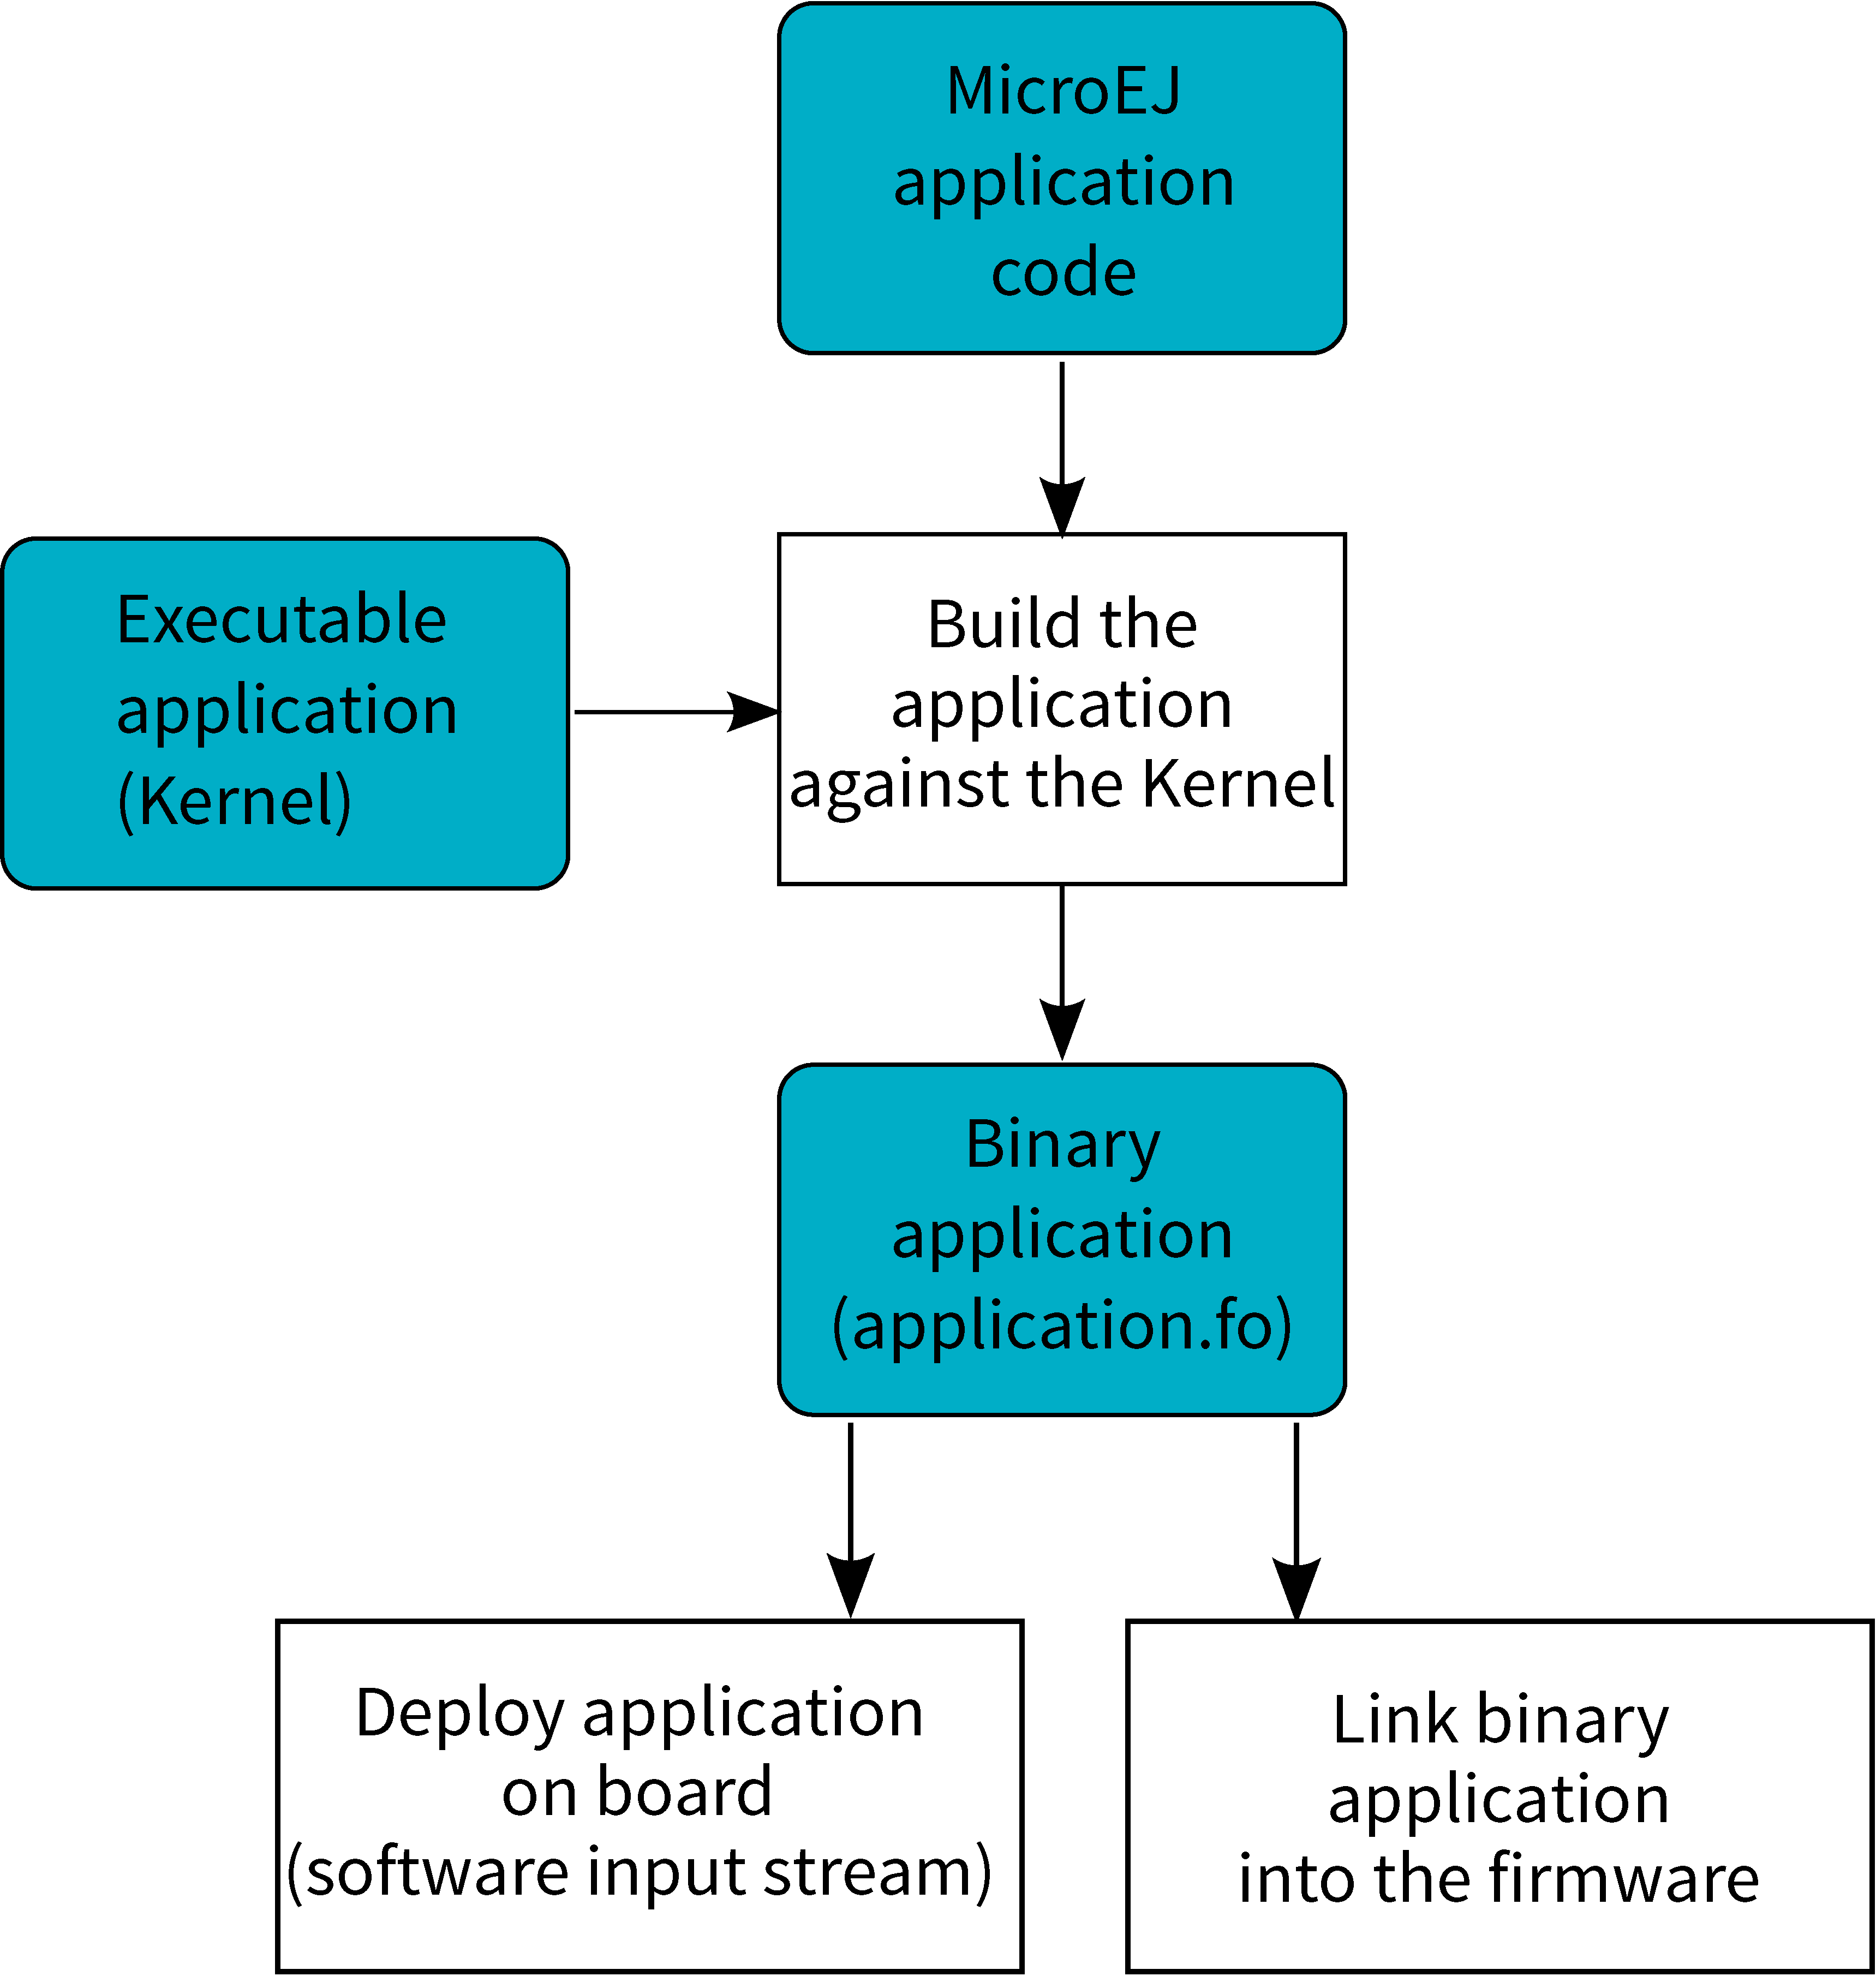 MicroEJ
application
code
Executable
application
(Kernel)
Build the
application
against the Kernel
Binary
application
(application.fo)
Deploy application
on board
(software input stream)
Link binary
application
into the firmware